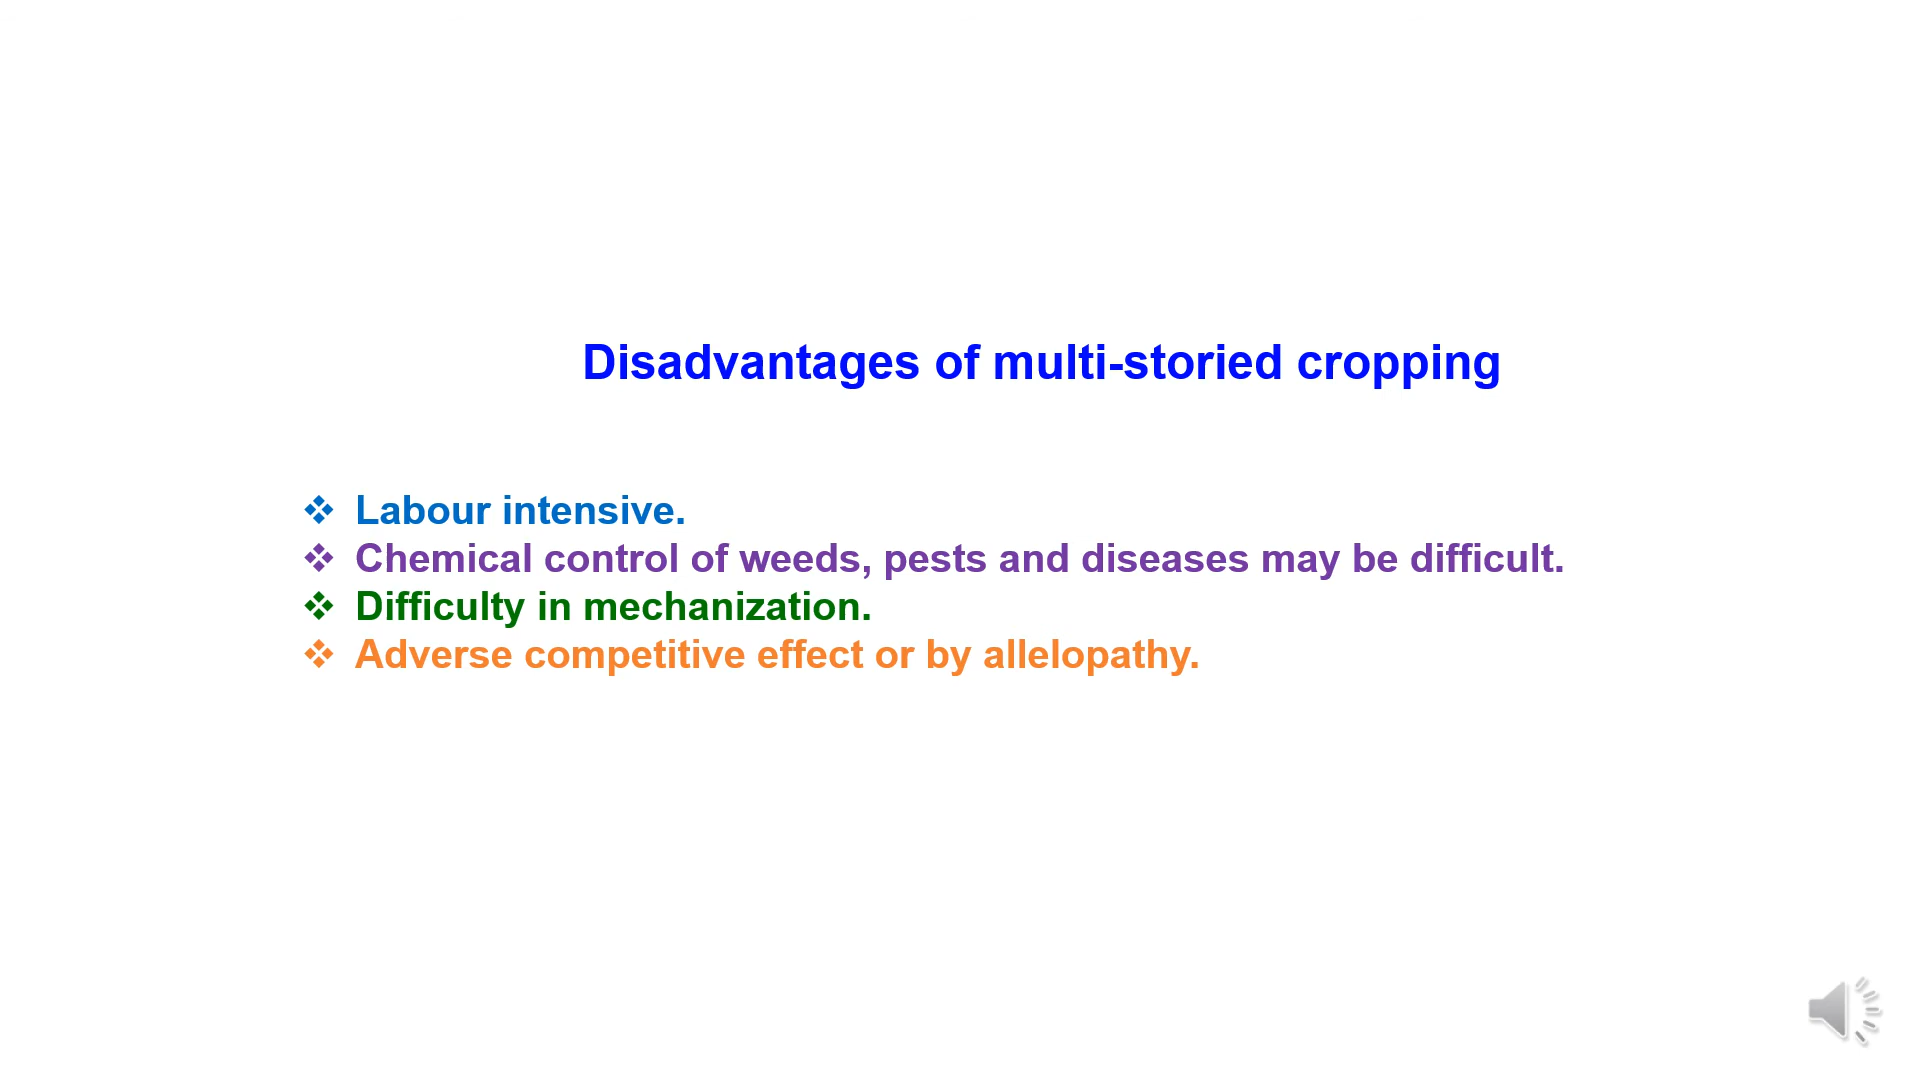 Disadvantages of multi-storied cropping
❖ Labour intensive.
❖ Chemical control of weeds, pests and diseases may be difficult.
❖ Difficulty in mechanization.
❖ Adverse competitive effect or by allelopathy.